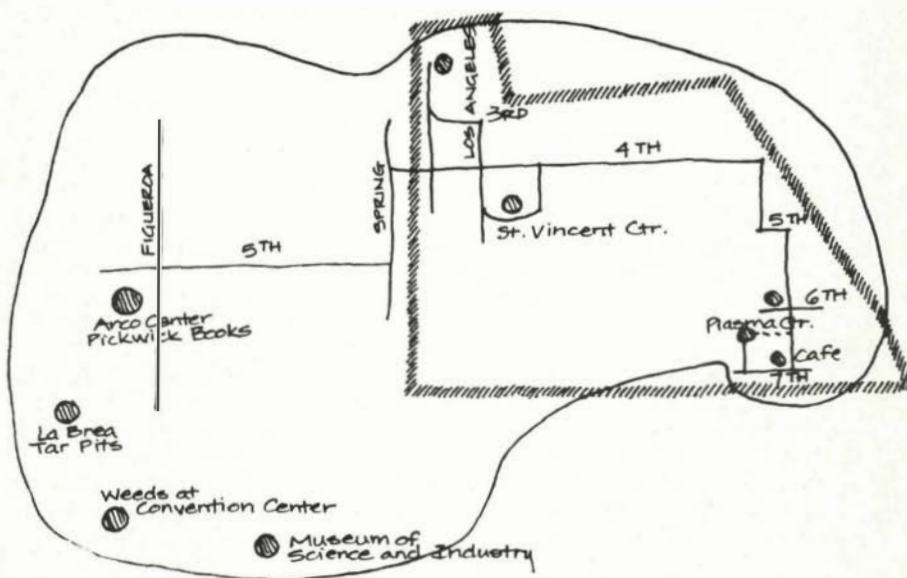 LOS ANGELES
3RD
4TH
FIGUEROA
SPRING
St. Vincent Ctr.
5TH
5TH
Arco Center
Pickwick Books
6TH
Plasma Ctr.
Cafe
7TH
La Brea
Tar Pits
Weeds at
Convention Center
Museum of
Science and Industry